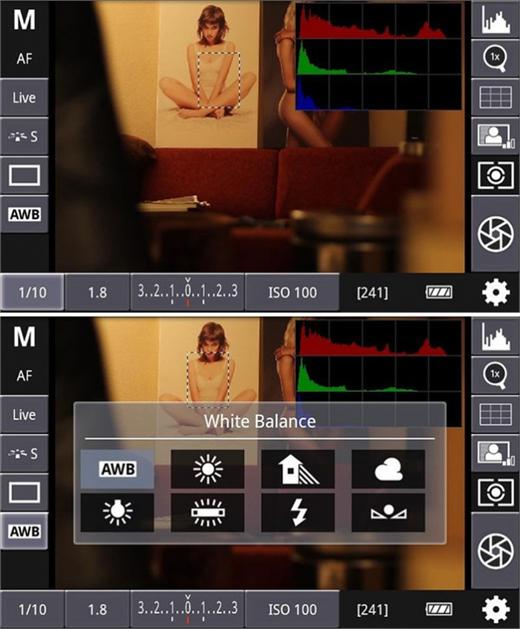 M
1x
AF
Live
S
AWB
1/10 1.8 3..2..1..0..1..2..3 ISO 100 [241]
M
1x
AF
Live
S
White Balance
AWB
AWB
1/10 1.8 3..2..1..0..1..2..3 ISO 100 [241]